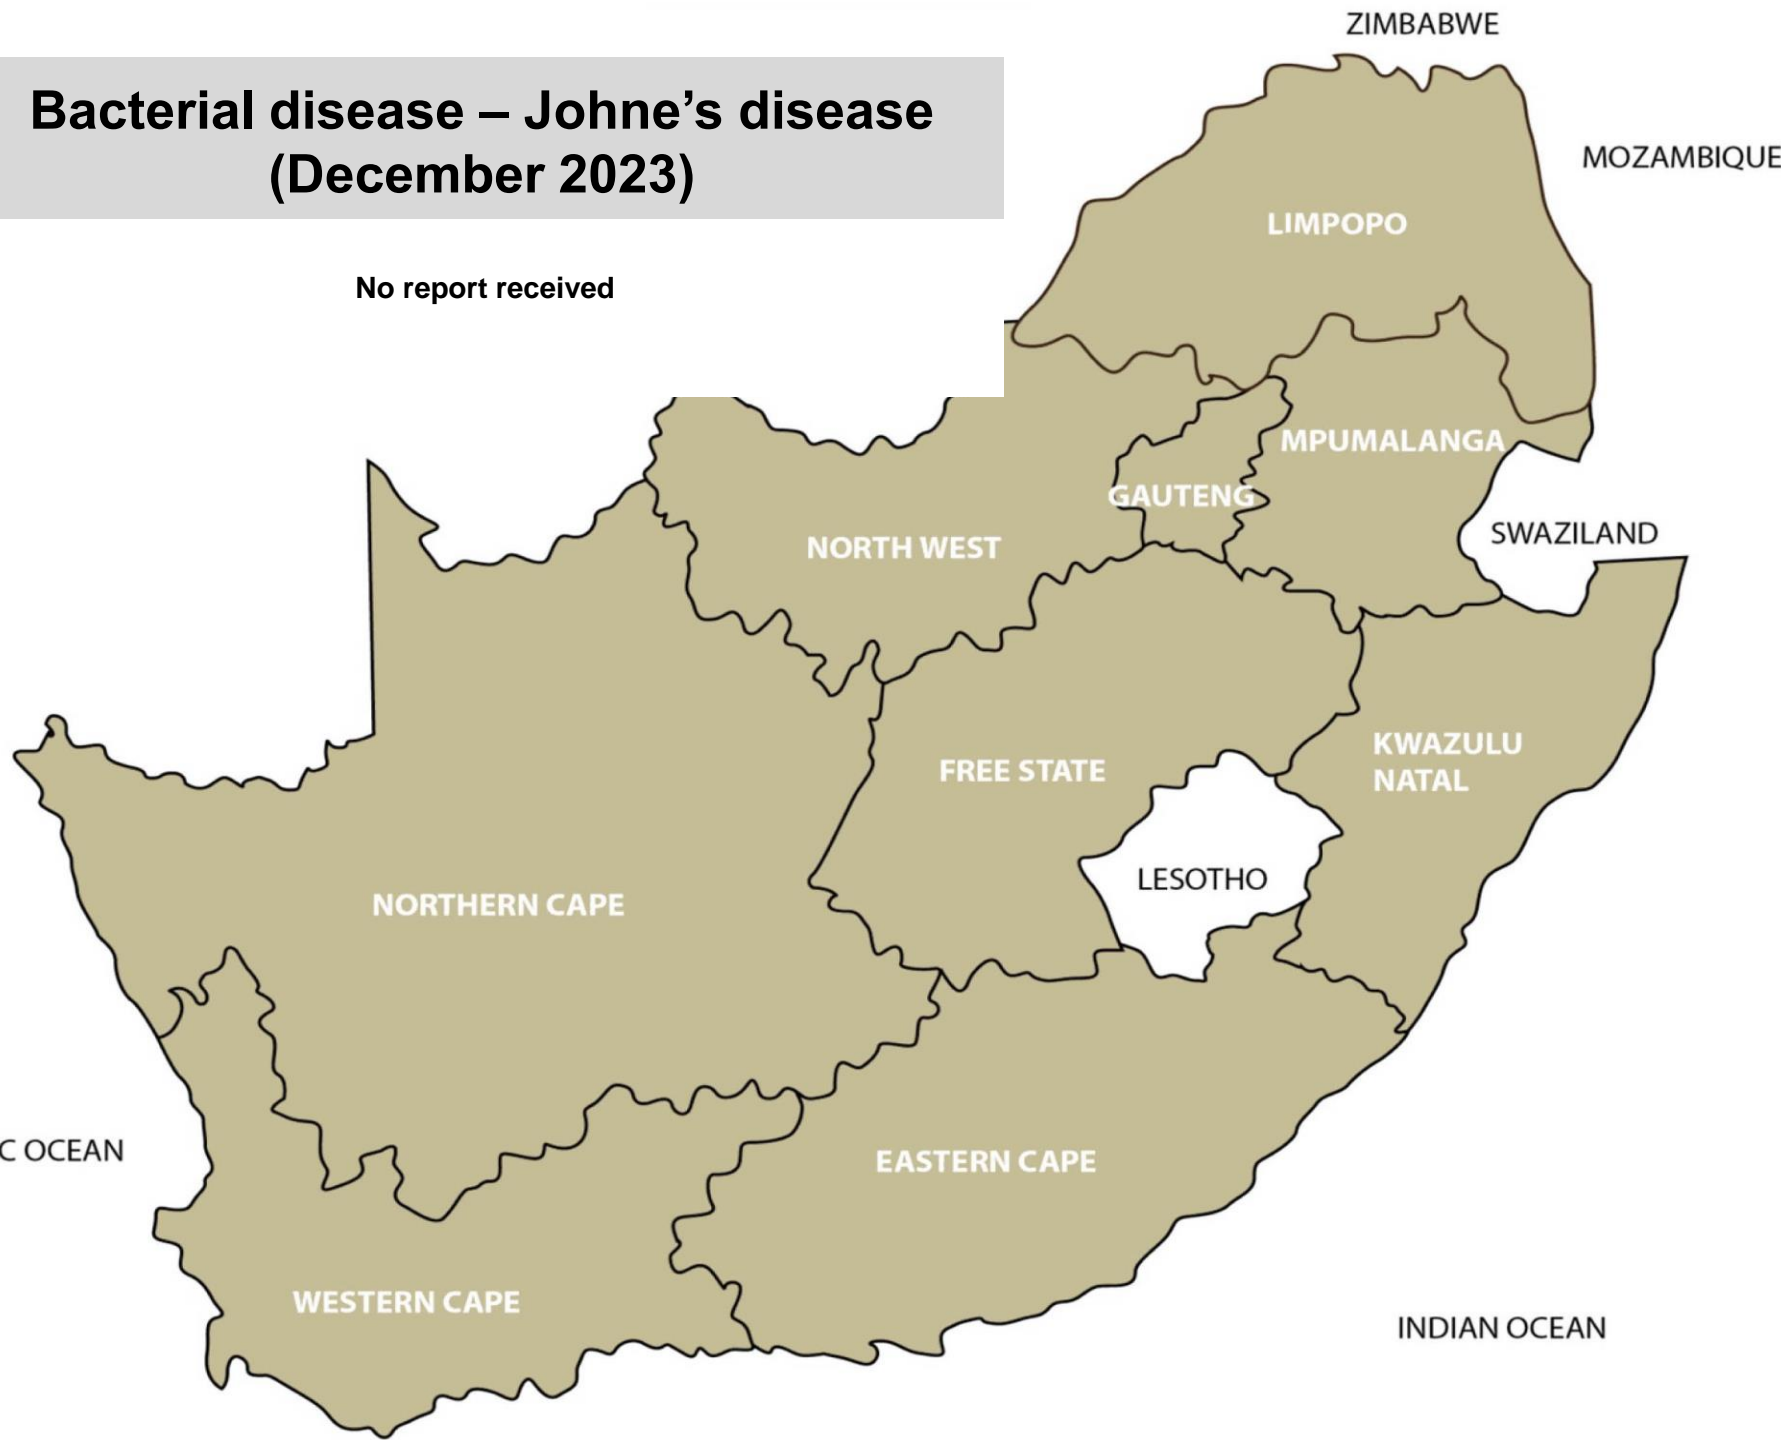 ZIMBABWE
Bacterial disease – Johne’s disease
(December 2023)
MOZAMBIQUE
LIMPOPO
No report received
MPUMALANGA
GAUTENG
SWAZILAND
NORTH WEST
KWAZULU
NATAL
FREE STATE
LESOTHO
NORTHERN CAPE
C OCEAN
EASTERN CAPE
WESTERN CAPE
INDIAN OCEAN